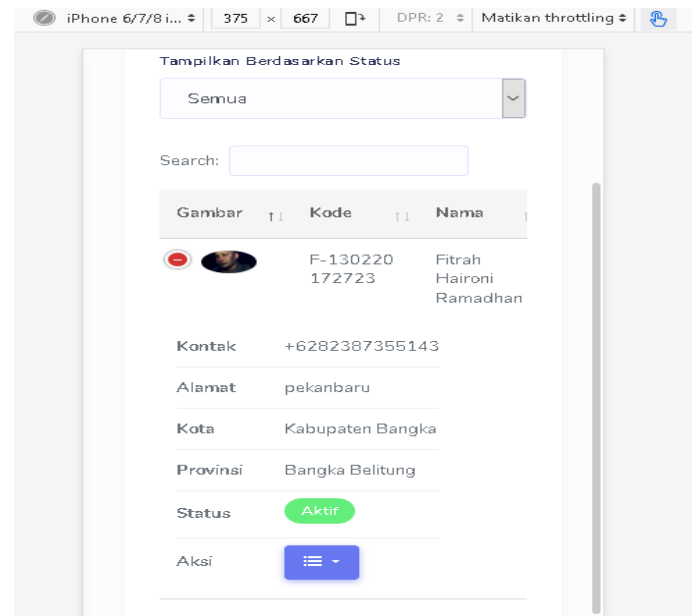 iPhone 6/7/8 i... 375 × 667 DPR: 2 Matikan throttling
Tampilkan Berdasarkan Status
Semua
Search:
Gambar Kode Nama
F-130220 Fitrah
172723 Haironi
Ramadhan
Kontak +6282387355143
Alamat pekanbaru
Kota Kabupaten Bangka
Provinsi Bangka Belitung
Status Aktif
Aksi